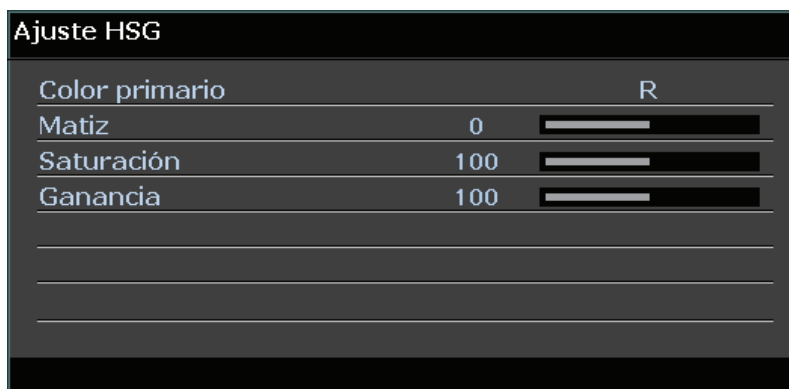 Ajuste HSG
Color primario R
Matiz 0
Saturación 100
Ganancia 100